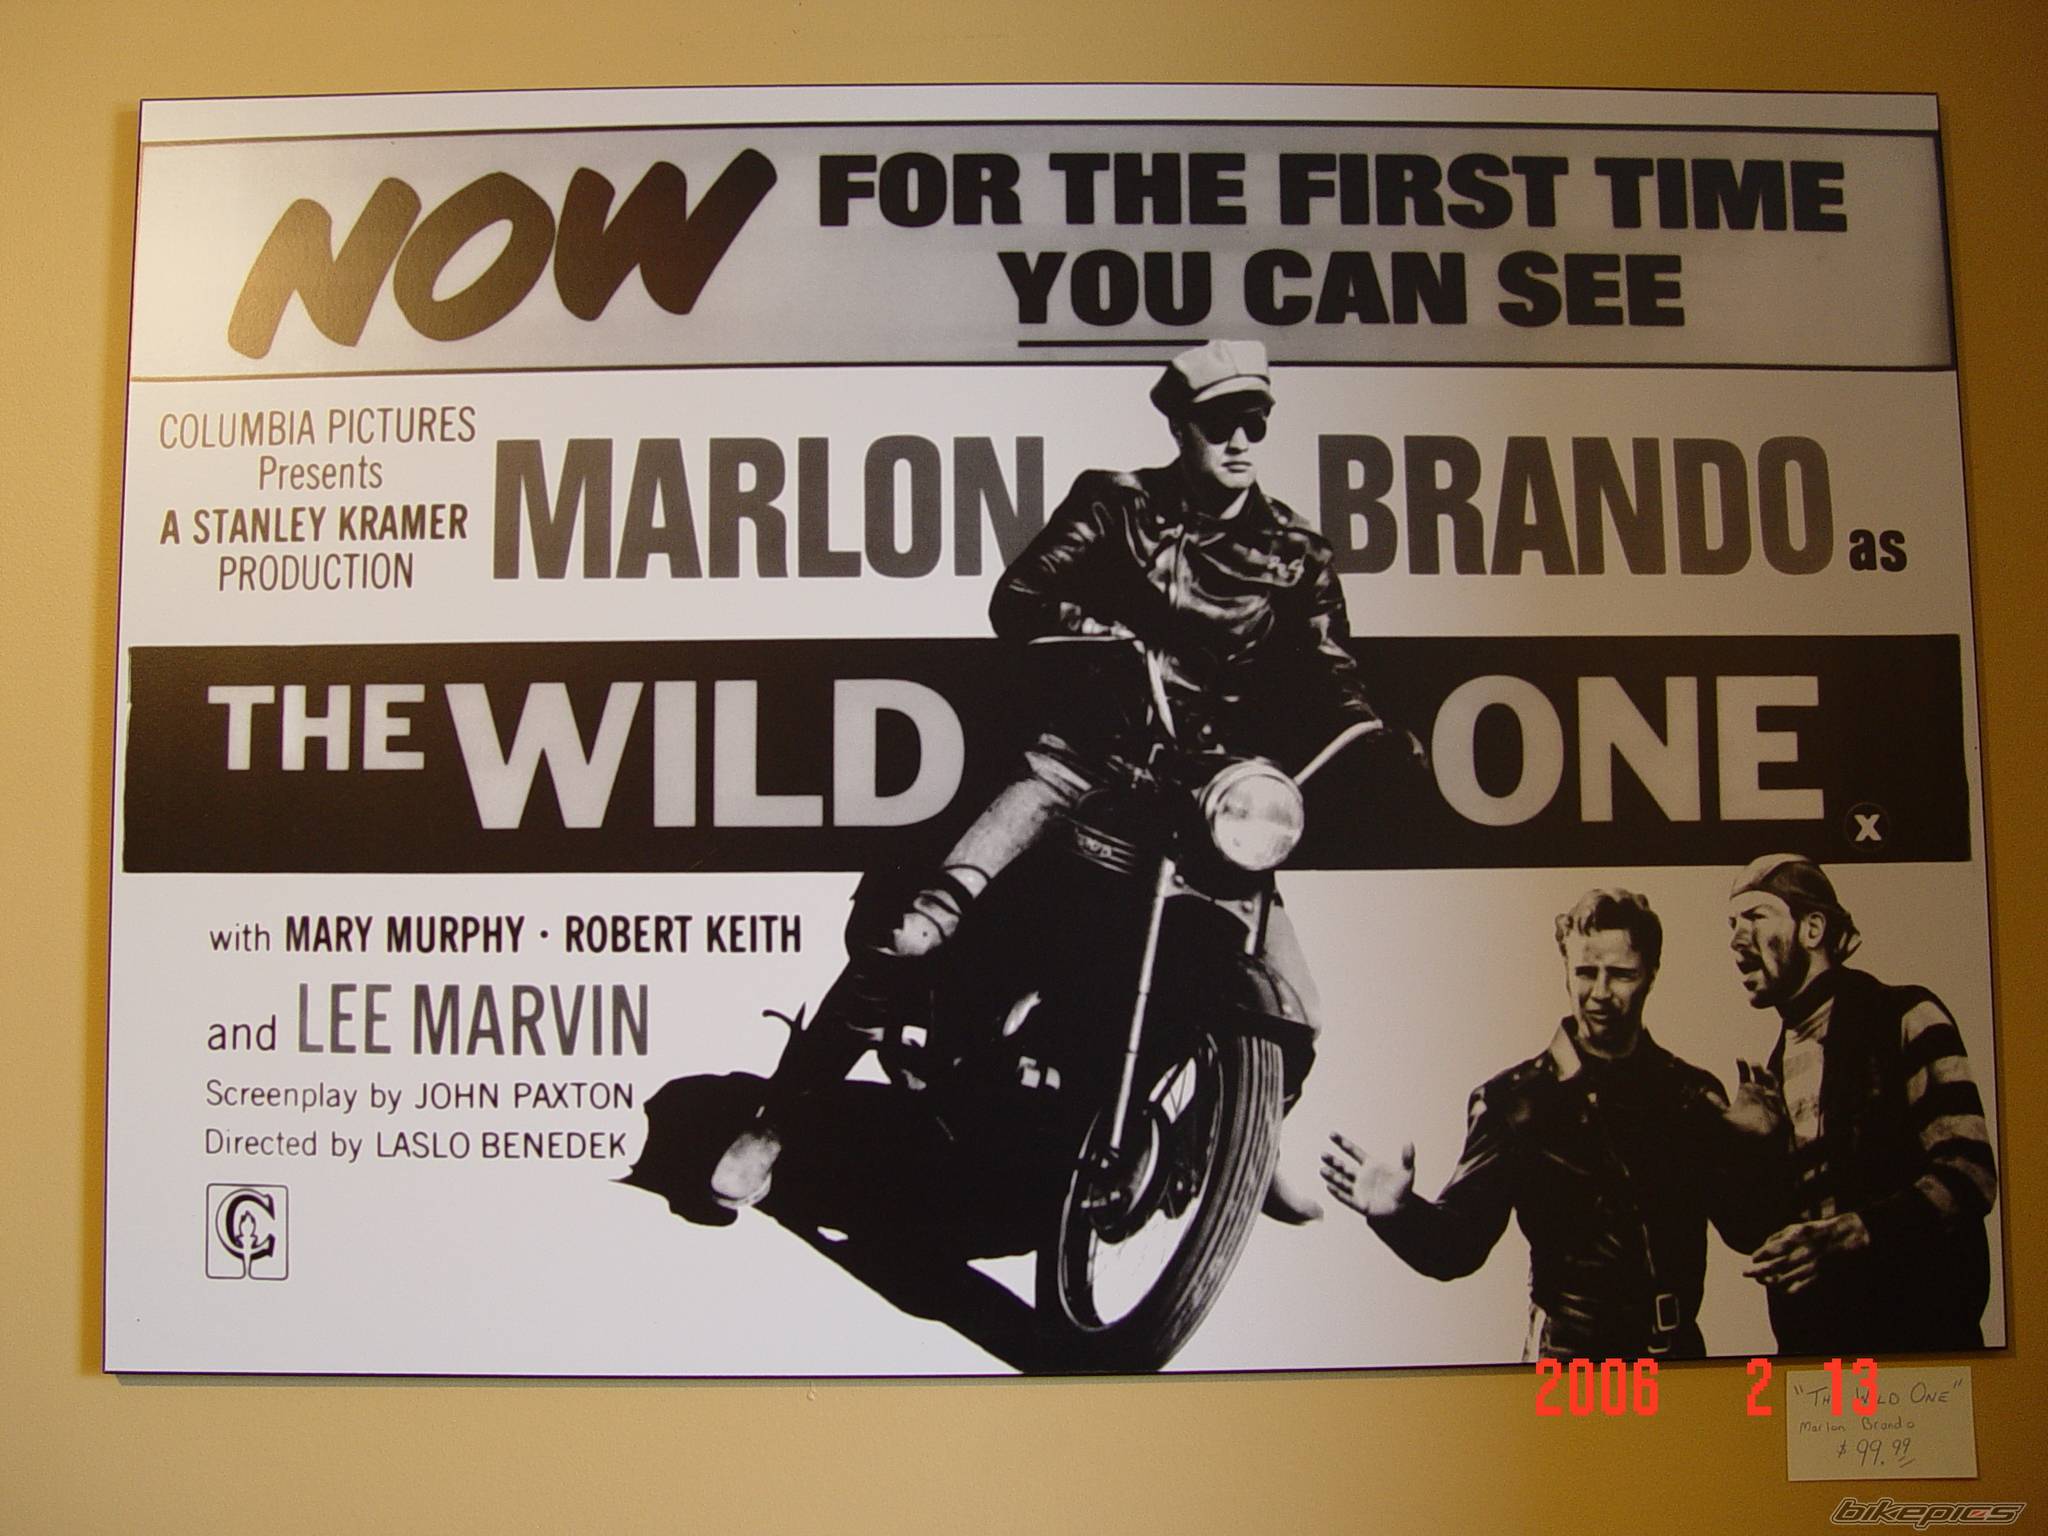 NOW FOR THE FIRST TIME
YOU CAN SEE
COLUMBIA PICTURES
Presents
A STANLEY KRAMER
PRODUCTION
MARLON BRANDO as
THE WILD ONE
X
with MARY MURPHY · ROBERT KEITH
and LEE MARVIN
Screenplay by JOHN PAXTON
Directed by LASLO BENEDEK
C
2006 2 13
"THE WILD ONE"
Marlon Brando
$99.99
bikepics